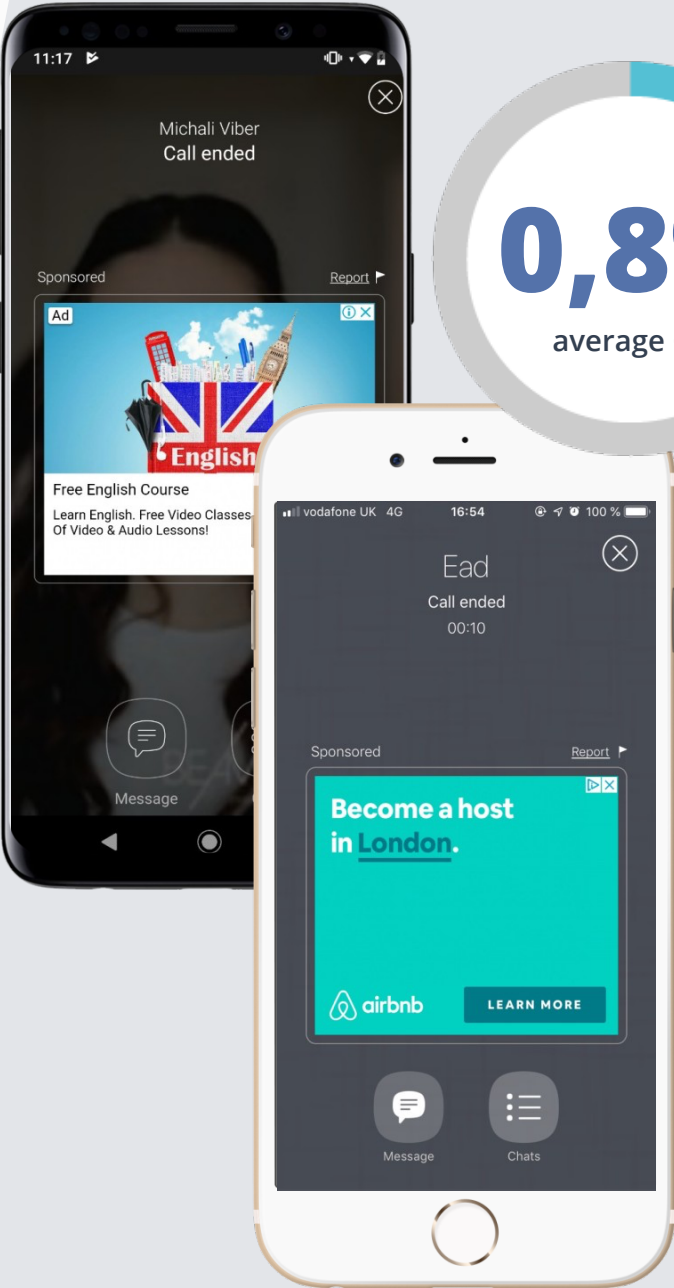 11:17
Michali Viber
Call ended
Sponsored
Report
Ad
English
Free English Course
Learn English. Free Video Classes
Of Video & Audio Lessons!
Message
0,8
average
vodafone UK 4G
16:54
100 %
Ead
Call ended
00:10
Sponsored
Report
Become a host
in London.
airbnb
LEARN MORE
Message
Chats